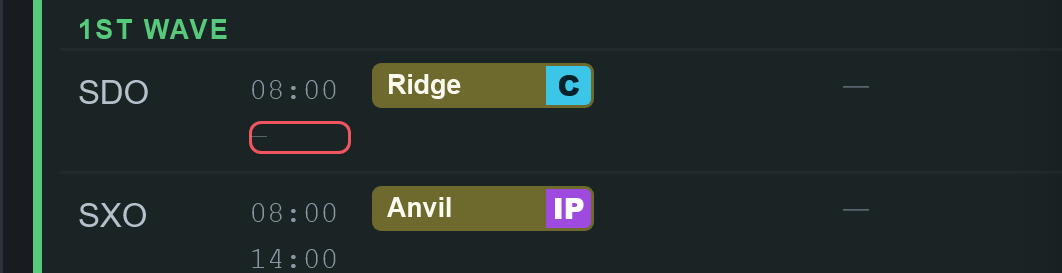 1ST WAVE
SDO 08:00 Ridge C —
—
SXO 08:00 Anvil IP —
14:00